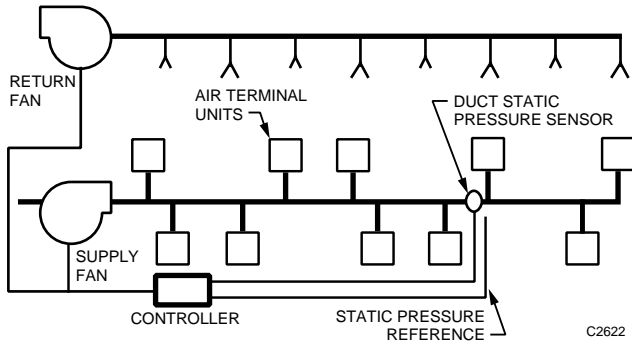 RETURN
FAN
AIR TERMINAL
UNITS
DUCT STATIC
PRESSURE SENSOR
SUPPLY
FAN
CONTROLLER
STATIC PRESSURE
REFERENCE
C2622